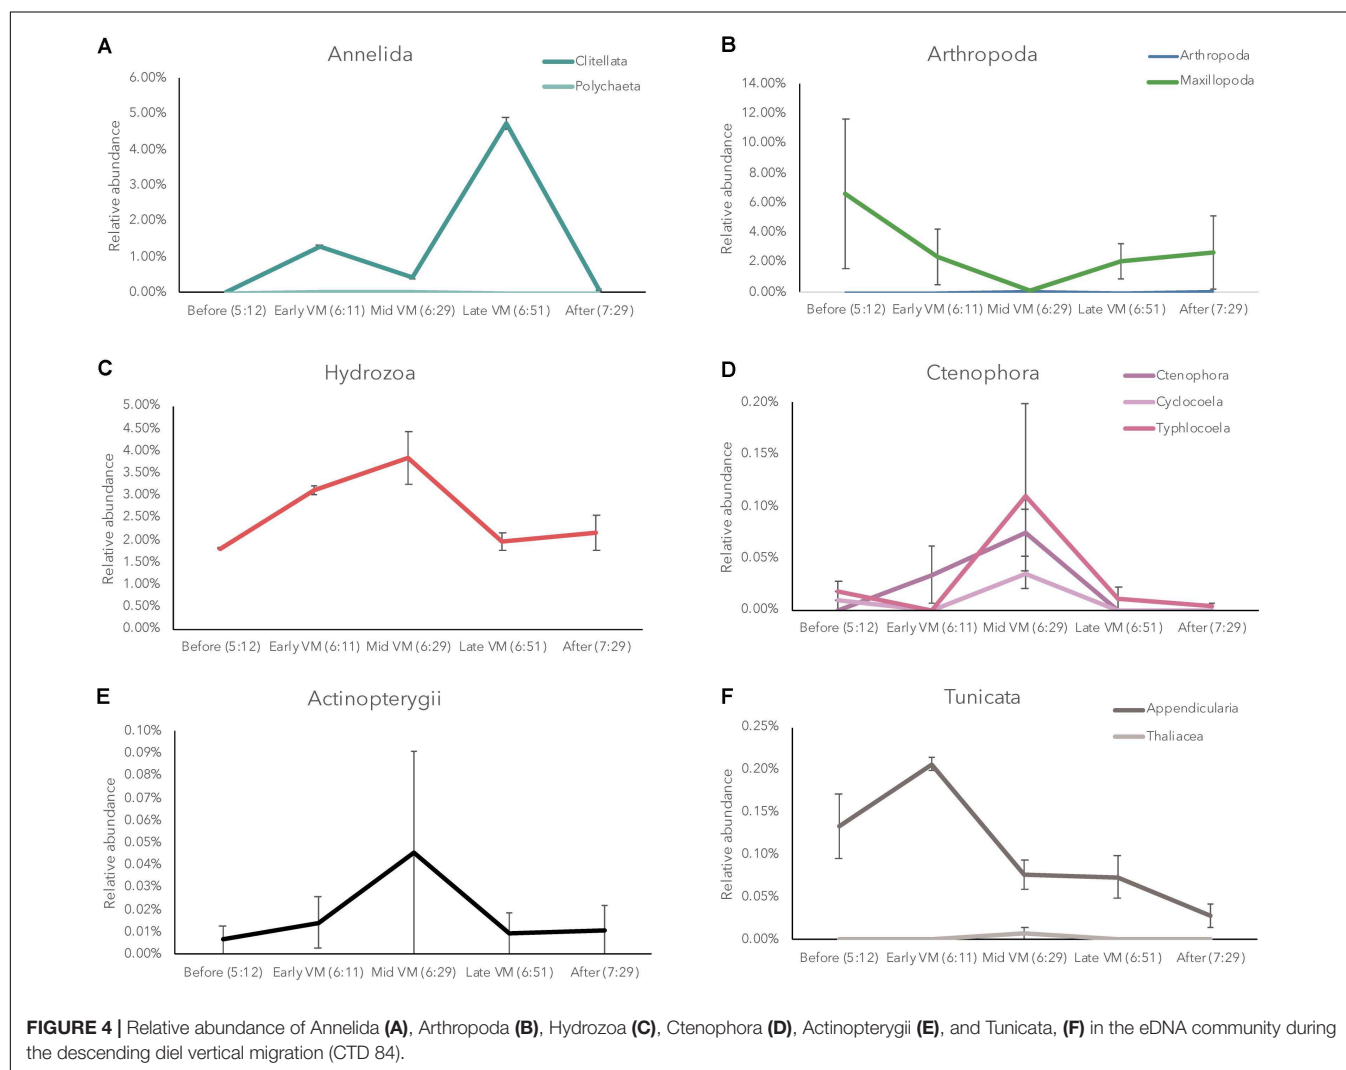 A
Annelida
Clitellata
Polychaeta
6.00%
5.00%
4.00%
3.00%
2.00%
1.00%
0.00%
Relative abundance
Before (5:12) Early VM (6:11) Mid VM (6:29) Late VM (6:51) After (7:29)
B
Arthropoda
Arthropoda
Maxillopoda
14.00%
12.00%
10.00%
8.00%
6.00%
4.00%
2.00%
0.00%
Relative abundance
Before (5:12) Early VM (6:11) Mid VM (6:29) Late VM (6:51) After (7:29)
C
Hydrozoa
5.00%
4.50%
4.00%
3.50%
3.00%
2.50%
2.00%
1.50%
1.00%
0.50%
0.00%
Relative abundance
Before (5:12) Early VM (6:11) Mid VM (6:29) Late VM (6:51) After (7:29)
D
Ctenophora
Ctenophora
Cyclocoela
Typhlocoela
0.20%
0.15%
0.10%
0.05%
0.00%
Relative abundance
Before (5:12) Early VM (6:11) Mid VM (6:29) Late VM (6:51) After (7:29)
E
Actinopterygii
0.10%
0.09%
0.08%
0.07%
0.06%
0.05%
0.04%
0.03%
0.02%
0.01%
0.00%
Relative abundance
Before (5:12) Early VM (6:11) Mid VM (6:29) Late VM (6:51) After (7:29)
F
Tunicata
Appendicularia
Thaliacea
0.25%
0.20%
0.15%
0.10%
0.05%
0.00%
Relative abundance
Before (5:12) Early VM (6:11) Mid VM (6:29) Late VM (6:51) After (7:29)
FIGURE 4 | Relative abundance of Annelida (A), Arthropoda (B), Hydrozoa (C), Ctenophora (D), Actinopterygii (E), and Tunicata, (F) in the eDNA community during
the descending diel vertical migration (CTD 84).